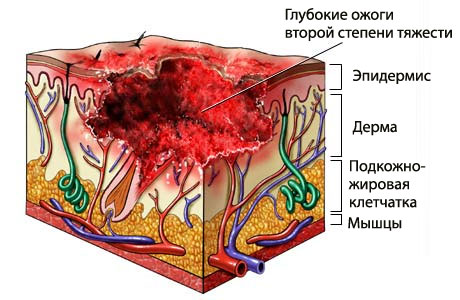 Глубокие ожоги
второй степени тяжести
Эпидермис
Дерма
Подкожно-
жировая
клетчатка
Мышцы